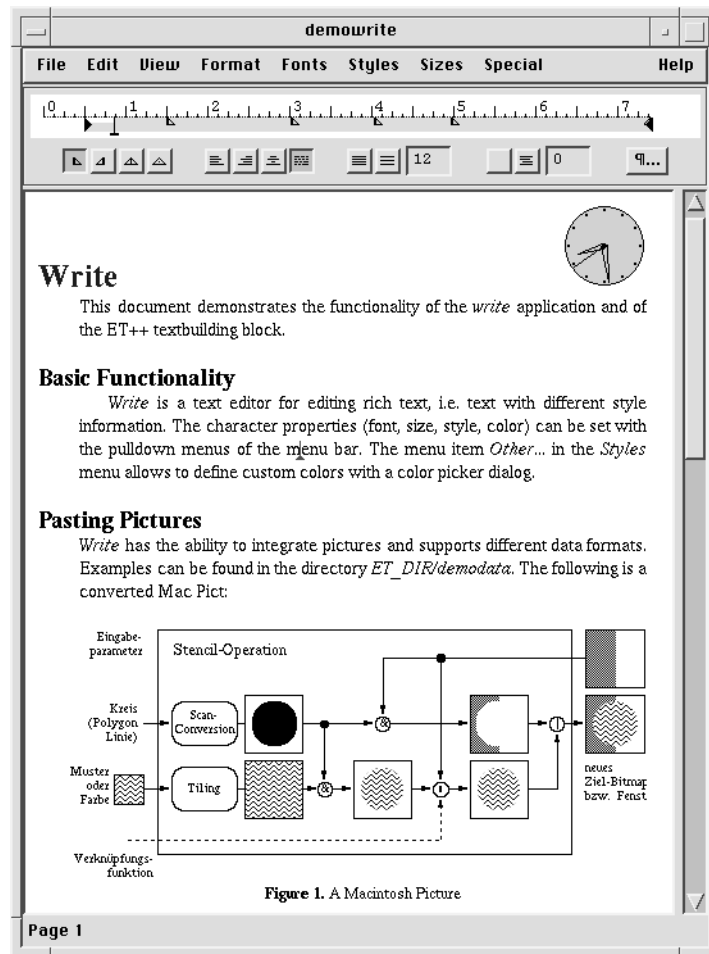 demowrite
File Edit View Format Fonts Styles Sizes Special Help
0 1 2 3 4 5 6 7
12 0 ¶...
Write
This document demonstrates the functionality of the write application and of
the ET++ textbuilding block.
Basic Functionality
Write is a text editor for editing rich text, i.e. text with different style
information. The character properties (font, size, style, color) can be set with
the pulldown menus of the menu bar. The menu item Other... in the Styles
menu allows to define custom colors with a color picker dialog.
Pasting Pictures
Write has the ability to integrate pictures and supports different data formats.
Examples can be found in the directory ET_DIR/demodata. The following is a
converted Mac Pict:
Eingabe-
parameter
Stencil-Operation
Kreis
(Polygon
Linie)
Scan-
Conversion
&
neues
Ziel-Bitmap
bzw. Fenst
Muster
oder
Farbe
Tiling
&
Verknüpfungs-
funktion
Figure 1. A Macintosh Picture
Page 1